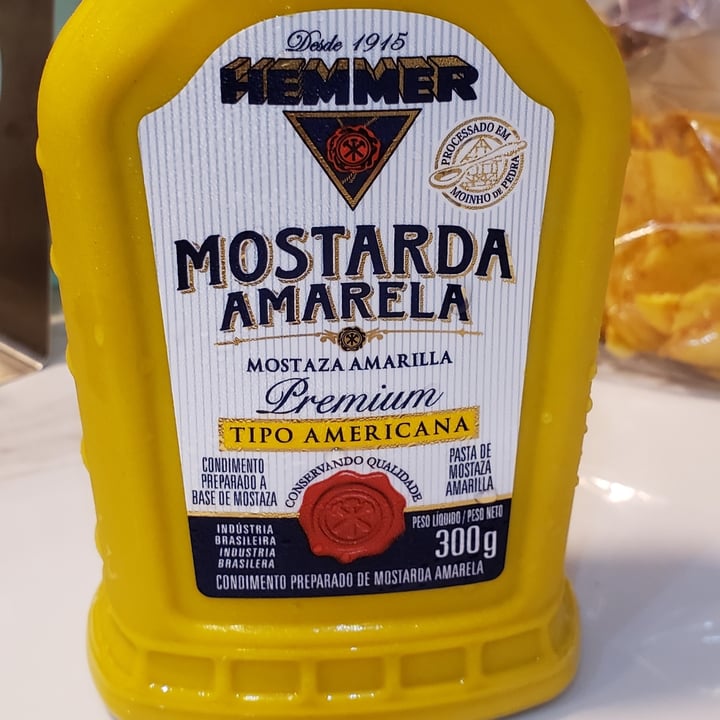 Desde 1915
HEMMER
PROCESSADO EM
MOINHO DE PEDRA
MOSTARDA
AMARELA
MOSTAZA AMARILLA
Premium
TIPO AMERICANA
CONDIMENTO
PREPARADO A
BASE DE MOSTAZA
CONSERVANDO QUALIDADE
PASTA DE
MOSTAZA
AMARILLA
INDÚSTRIA
BRASILEIRA
INDUSTRIA
BRASILERA
PESO LÍQUIDO / PESO NETO
300g
CONDIMENTO PREPARADO DE MOSTARDA AMARELA